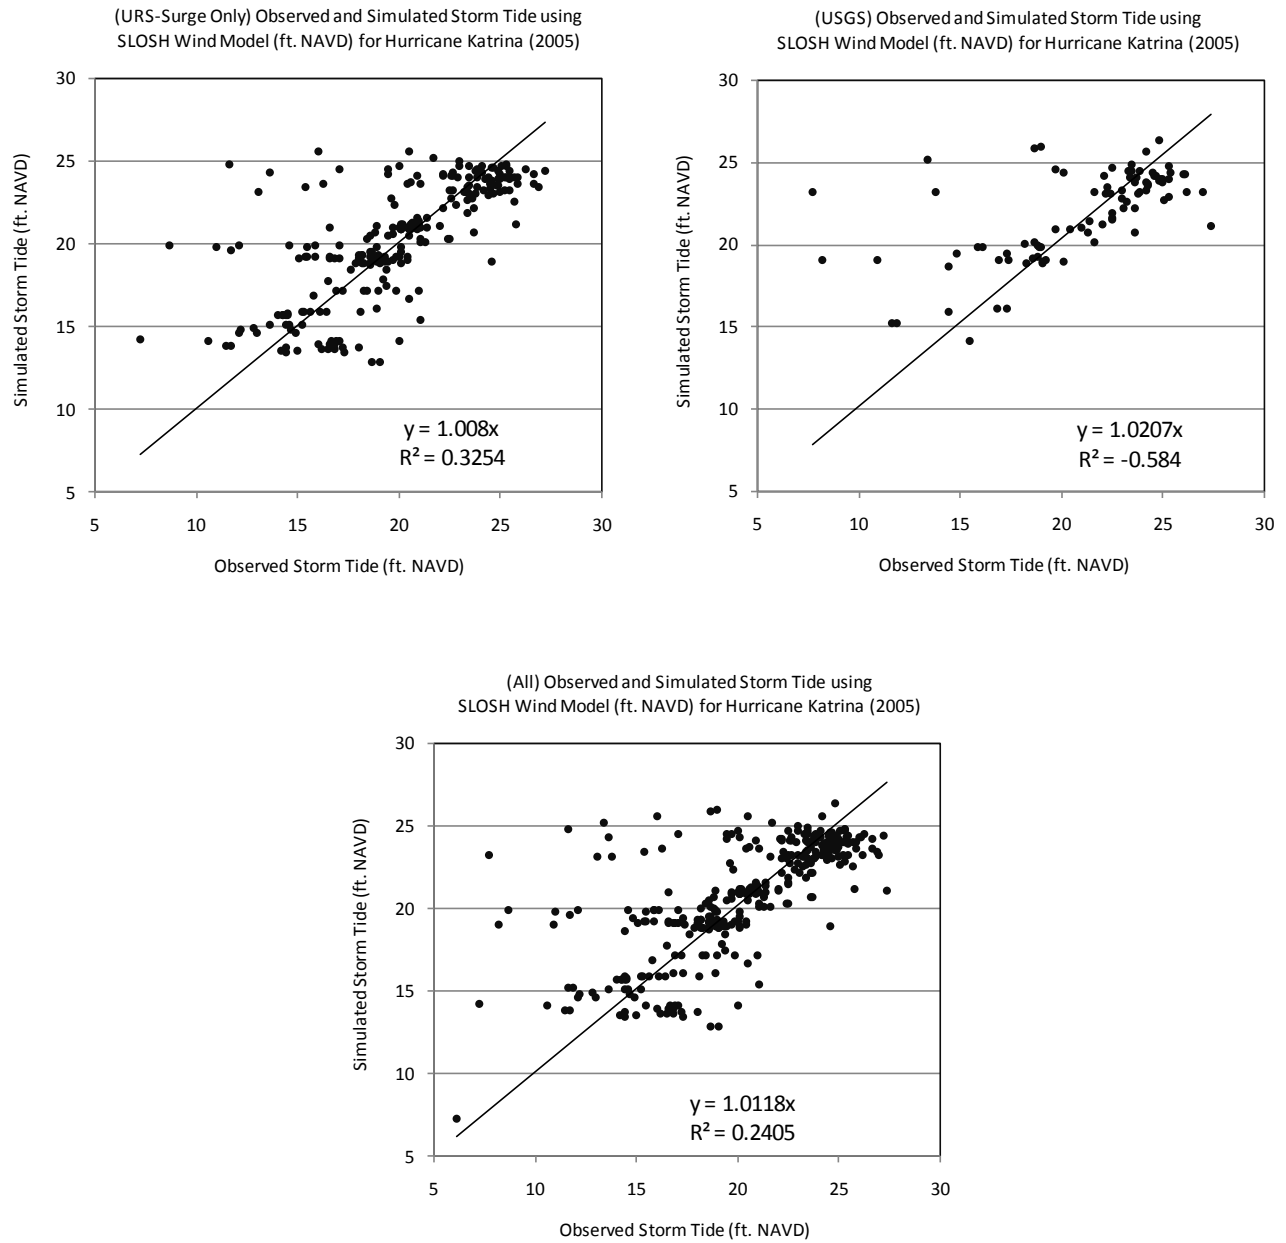 (URS-Surge Only) Observed and Simulated Storm Tide using
SLOSH Wind Model (ft. NAVD) for Hurricane Katrina (2005)
Simulated Storm Tide (ft. NAVD)
30
25
20
15
10
5
y = 1.008x
R² = 0.3254
5 10 15 20 25 30
Observed Storm Tide (ft. NAVD)
(USGS) Observed and Simulated Storm Tide using
SLOSH Wind Model (ft. NAVD) for Hurricane Katrina (2005)
Simulated Storm Tide (ft. NAVD)
30
25
20
15
10
5
y = 1.0207x
R² = -0.584
5 10 15 20 25 30
Observed Storm Tide (ft. NAVD)
(All) Observed and Simulated Storm Tide using
SLOSH Wind Model (ft. NAVD) for Hurricane Katrina (2005)
Simulated Storm Tide (ft. NAVD)
30
25
20
15
10
5
y = 1.0118x
R² = 0.2405
5 10 15 20 25 30
Observed Storm Tide (ft. NAVD)